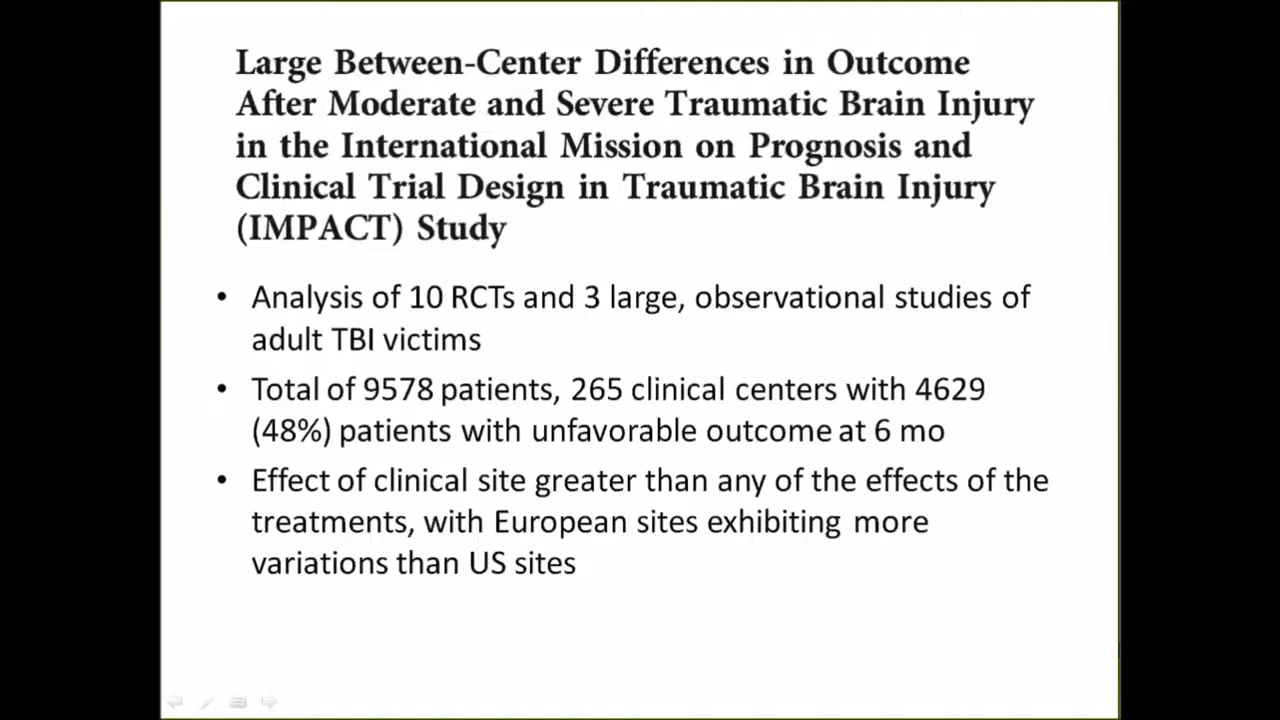 Large Between-Center Differences in Outcome
After Moderate and Severe Traumatic Brain Injury
in the International Mission on Prognosis and
Clinical Trial Design in Traumatic Brain Injury
(IMPACT) Study
• Analysis of 10 RCTs and 3 large, observational studies of
adult TBI victims
• Total of 9578 patients, 265 clinical centers with 4629
(48%) patients with unfavorable outcome at 6 mo
• Effect of clinical site greater than any of the effects of the
treatments, with European sites exhibiting more
variations than US sites